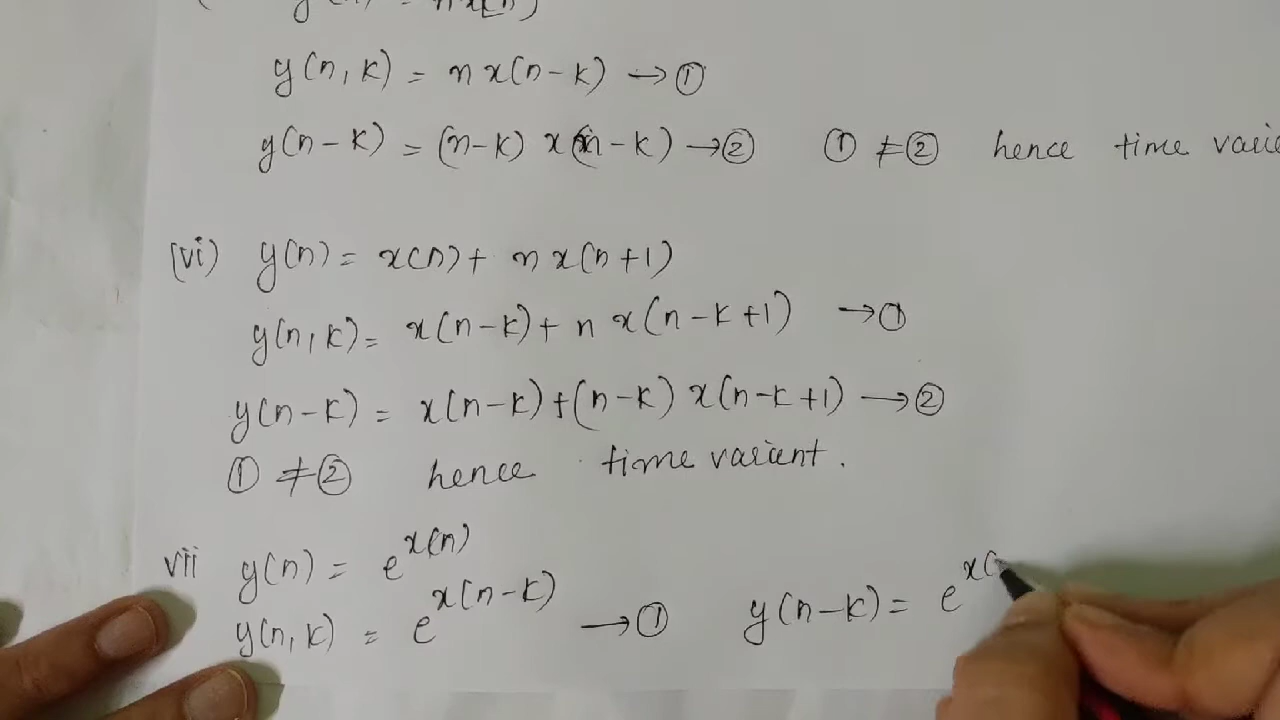 y(n) = nx(n)
y(n, k) = n x(n-k) → ①
y(n-k) = (n-k) x(n-k) → ② ① ≠ ② hence time
(vi) y(n) = x(n) + n x(n+1)
y(n, k) = x(n-k) + n x(n-k+1) → ①
y(n-k) = x(n-k) + (n-k) x(n-k+1) → ②
① ≠ ② hence time varient.
vii y(n) = e^x(n)
y(n, k) = e^x(n-k) → ① y(n-k) = e^x(